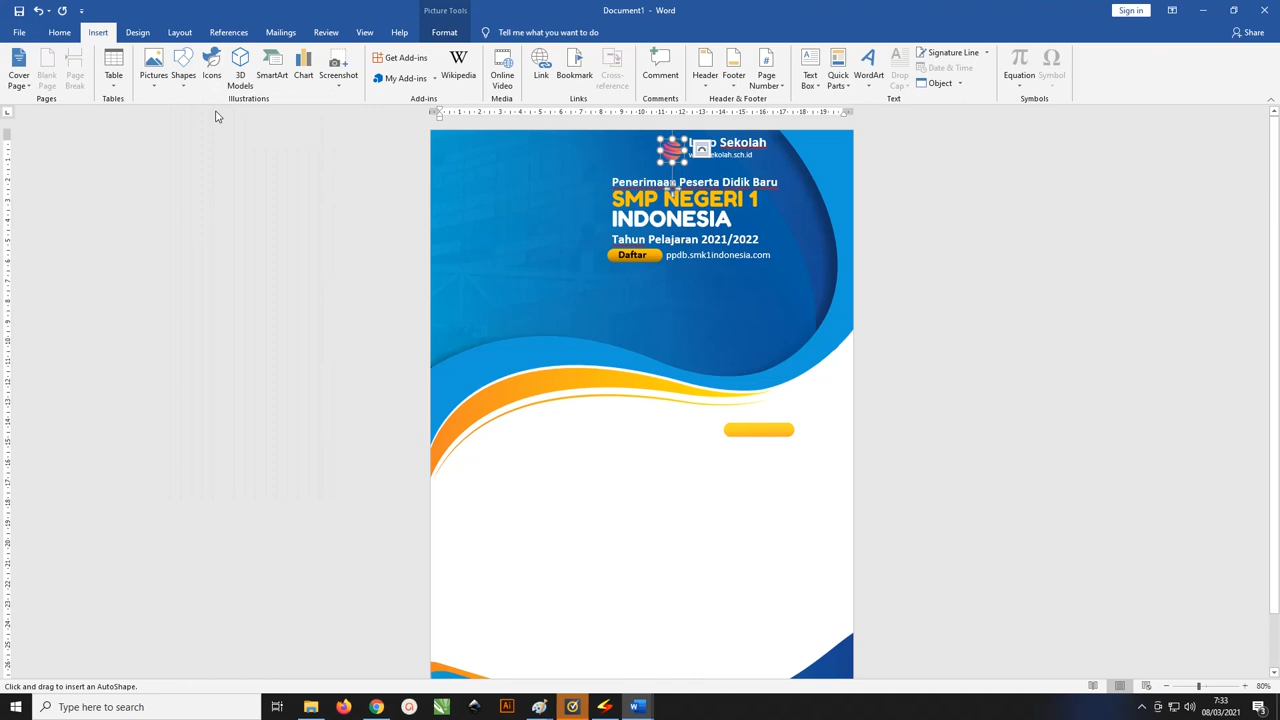 Picture Tools
Document1 - Word
Sign in
File
Home
Insert
Design
Layout
References
Mailings
Review
View
Help
Format
Tell me what you want to do
Share
Cover Page
Blank Page
Page Break
Pages
Table
Tables
Pictures
Shapes
Icons
3D Models
SmartArt
Chart
Screenshot
Illustrations
Get Add-ins
My Add-ins
Wikipedia
Add-ins
Online Video
Media
Link
Bookmark
Cross-reference
Links
Comment
Comments
Header
Footer
Page Number
Header & Footer
Text Box
Quick Parts
WordArt
Drop Cap
Signature Line
Date & Time
Object
Text
Equation
Symbol
Symbols
Sekolah
Penerimaan Peserta Didik Baru
SMP NEGERI 1
INDONESIA
Tahun Pelajaran 2021/2022
Daftar ppdb.smk1indonesia.com
Click and drag to insert an AutoShape.
80%
Type here to search
7:33
08/03/2021